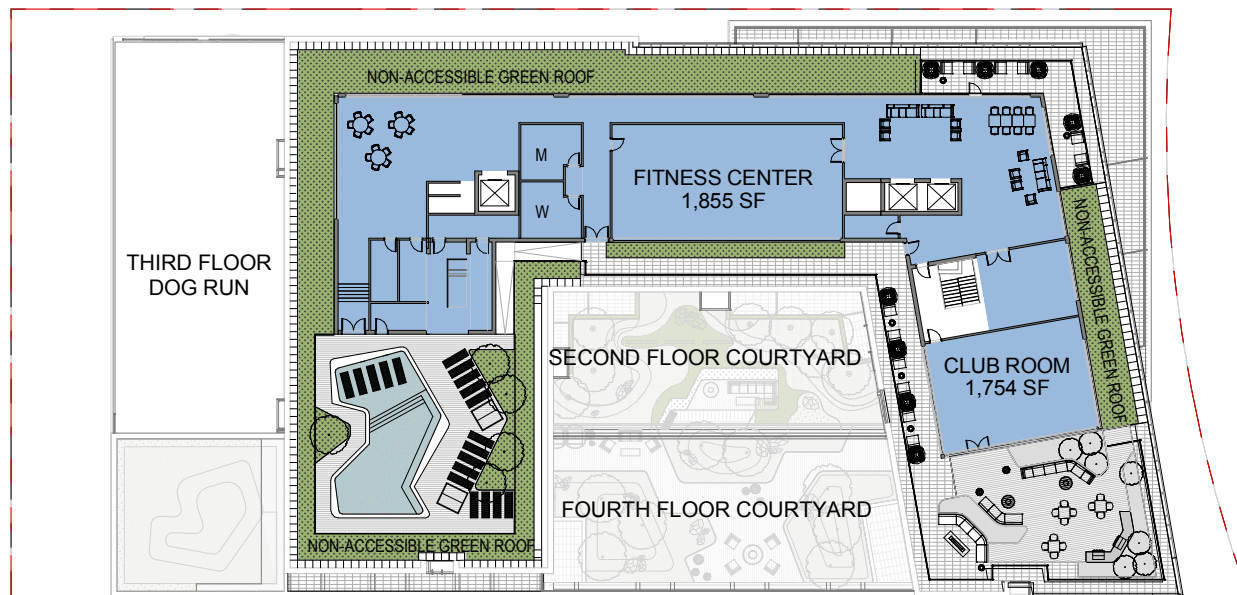 NON-ACCESSIBLE GREEN ROOF
M
FITNESS CENTER
1,855 SF
W
NON-ACCESSIBLE GREEN ROOF
THIRD FLOOR
DOG RUN
SECOND FLOOR COURTYARD
CLUB ROOM
1,754 SF
FOURTH FLOOR COURTYARD
NON-ACCESSIBLE GREEN ROOF